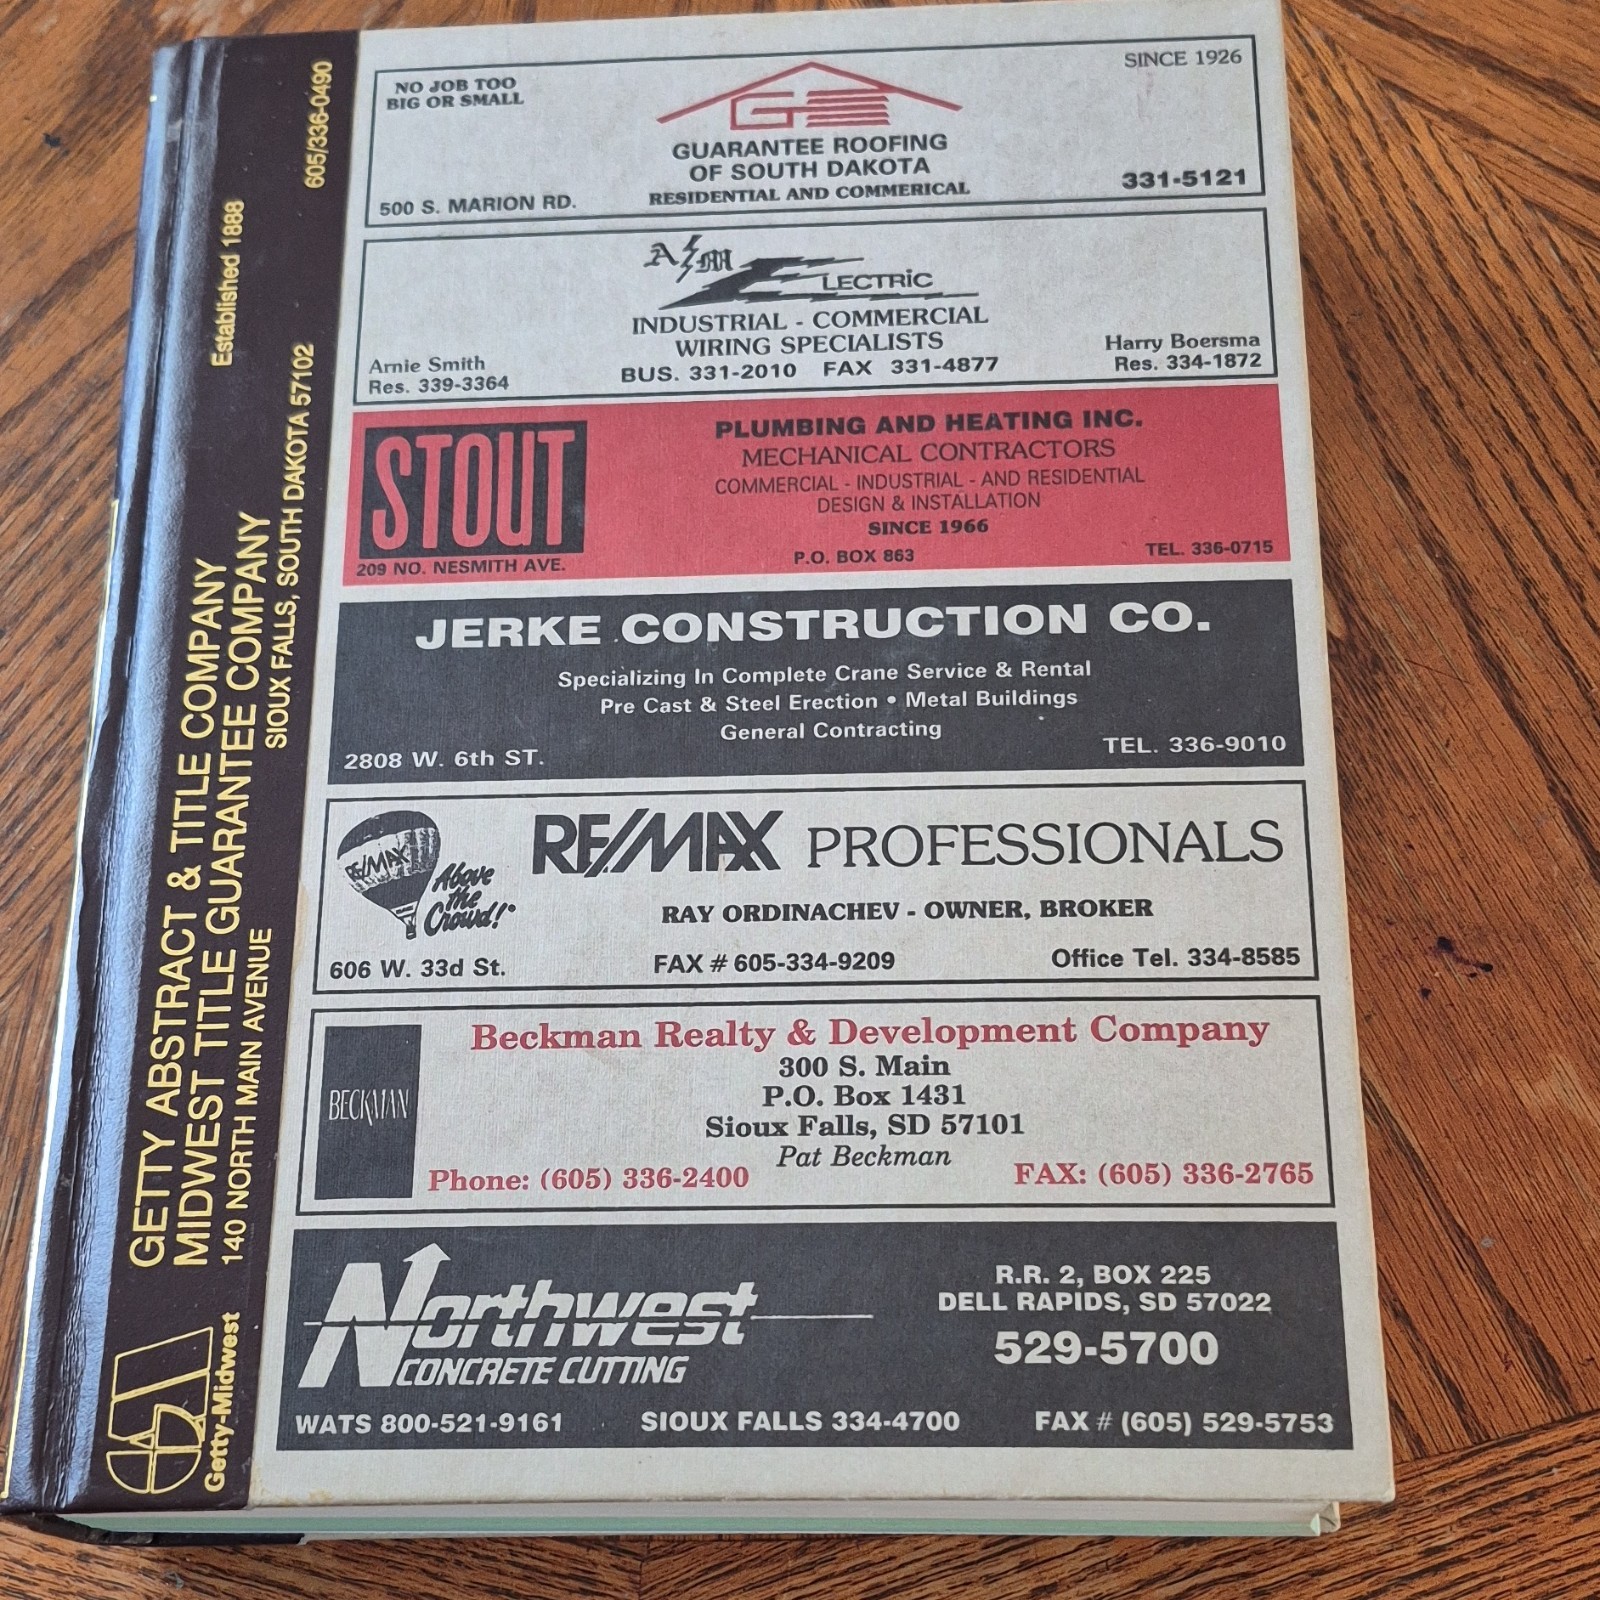 GETTY ABSTRACT & TITLE COMPANY
MIDWEST TITLE GUARANTEE COMPANY
140 NORTH MAIN AVENUE
SIOUX FALLS, SOUTH DAKOTA 57102
Established 1888
605/336-0490
Getty-Midwest
NO JOB TOO
BIG OR SMALL
SINCE 1926
GUARANTEE ROOFING
OF SOUTH DAKOTA
RESIDENTIAL AND COMMERICAL
500 S. MARION RD.
331-5121
A/M ELECTRIC
INDUSTRIAL - COMMERCIAL
WIRING SPECIALISTS
BUS. 331-2010 FAX 331-4877
Arnie Smith
Res. 339-3364
Harry Boersma
Res. 334-1872
STOUT
209 NO. NESMITH AVE.
PLUMBING AND HEATING INC.
MECHANICAL CONTRACTORS
COMMERCIAL - INDUSTRIAL - AND RESIDENTIAL
DESIGN & INSTALLATION
SINCE 1966
P.O. BOX 863
TEL. 336-0715
JERKE CONSTRUCTION CO.
Specializing In Complete Crane Service & Rental
Pre Cast & Steel Erection • Metal Buildings
General Contracting
2808 W. 6th ST.
TEL. 336-9010
RE/MAX
Above
the
Crowd!®
RE/MAX PROFESSIONALS
RAY ORDINACHEV - OWNER, BROKER
606 W. 33d St.
FAX # 605-334-9209
Office Tel. 334-8585
BECKMAN
Beckman Realty & Development Company
300 S. Main
P.O. Box 1431
Sioux Falls, SD 57101
Pat Beckman
Phone: (605) 336-2400
FAX: (605) 336-2765
Northwest
CONCRETE CUTTING
R.R. 2, BOX 225
DELL RAPIDS, SD 57022
529-5700
WATS 800-521-9161
SIOUX FALLS 334-4700
FAX # (605) 529-5753